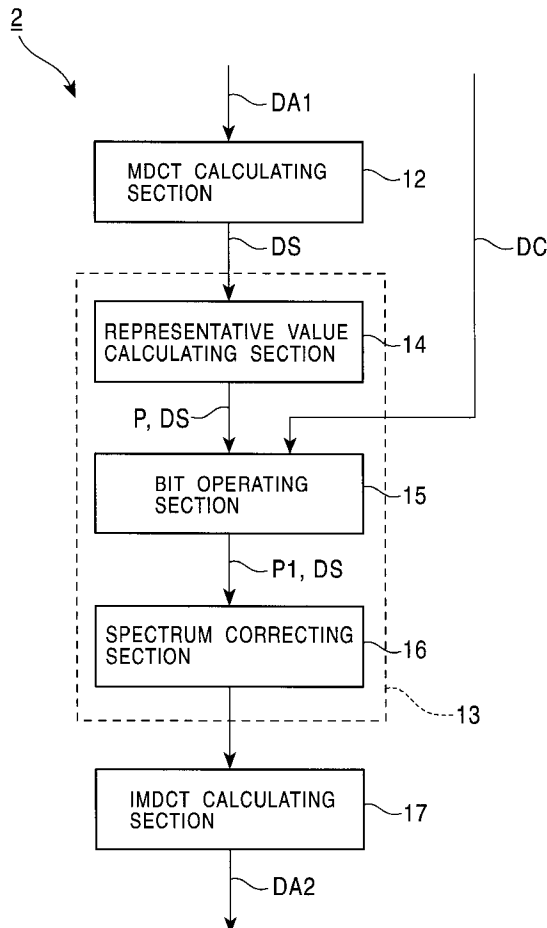 2
DA1
MDCT CALCULATING
SECTION
12
DS
DC
REPRESENTATIVE VALUE
CALCULATING SECTION
14
P, DS
BIT OPERATING
SECTION
15
P1, DS
SPECTRUM CORRECTING
SECTION
16
13
IMDCT CALCULATING
SECTION
17
DA2